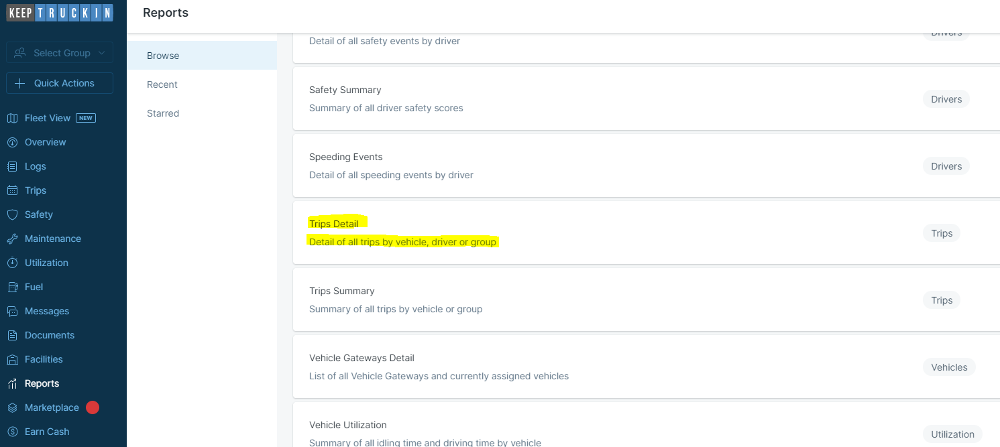 KEEPTRUCKIN
Select Group
Quick Actions
Fleet View NEW
Overview
Logs
Trips
Safety
Maintenance
Utilization
Fuel
Messages
Documents
Facilities
Reports
Marketplace
Earn Cash
Reports
Browse
Recent
Starred
Detail of all safety events by driver
Drivers
Safety Summary
Summary of all driver safety scores
Drivers
Speeding Events
Detail of all speeding events by driver
Drivers
Trips Detail
Detail of all trips by vehicle, driver or group
Trips
Trips Summary
Summary of all trips by vehicle or group
Trips
Vehicle Gateways Detail
List of all Vehicle Gateways and currently assigned vehicles
Vehicles
Vehicle Utilization
Summary of all idling time and driving time by vehicle
Utilization